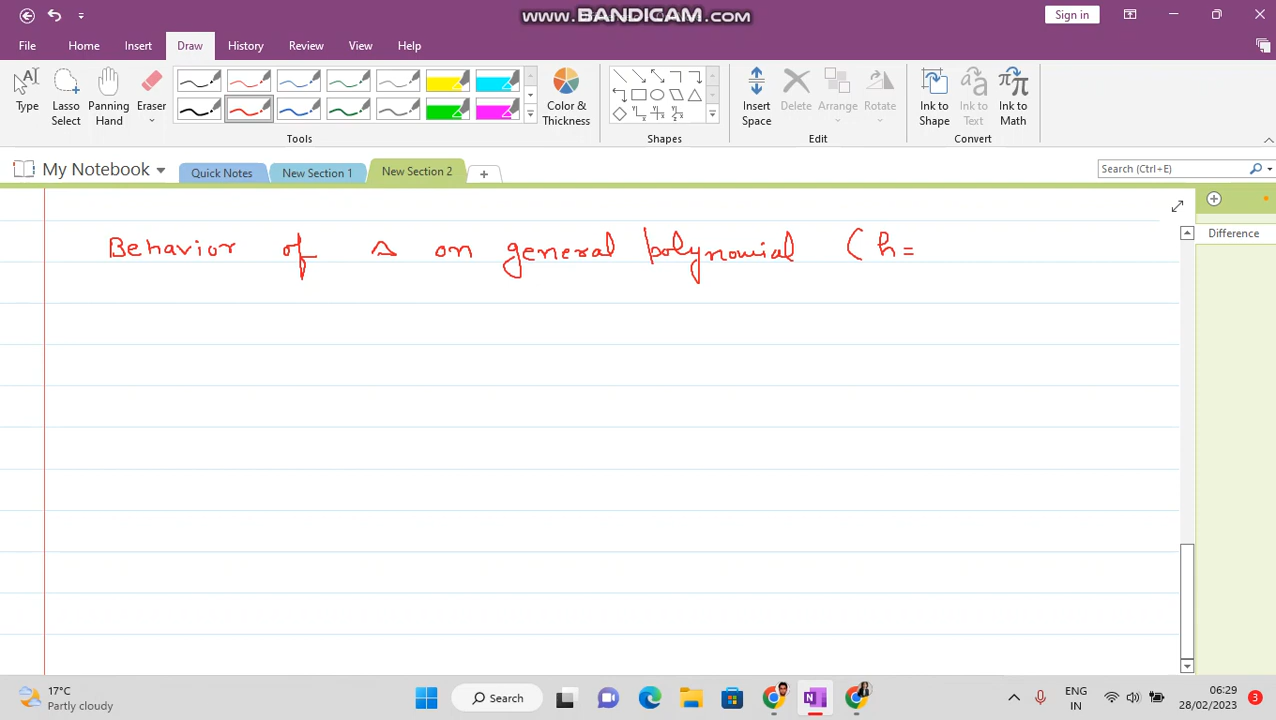 www.BANDICAM.com
Sign in
File Home Insert Draw History Review View Help
Type Lasso Select Panning Hand Eraser Color & Thickness Insert Space Delete Arrange Rotate Ink to Shape Ink to Text Ink to Math
Tools Shapes Edit Convert
My Notebook Quick Notes New Section 1 New Section 2 Search (Ctrl+E)
Difference
Behavior of Δ on general polynomial (h=
17°C
Partly cloudy
Search
ENG
IN
06:29
28/02/2023
3